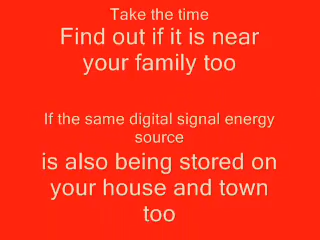 Take the time
Find out if it is near
your family too
If the same digital signal energy
source
is also being stored on
your house and town
too